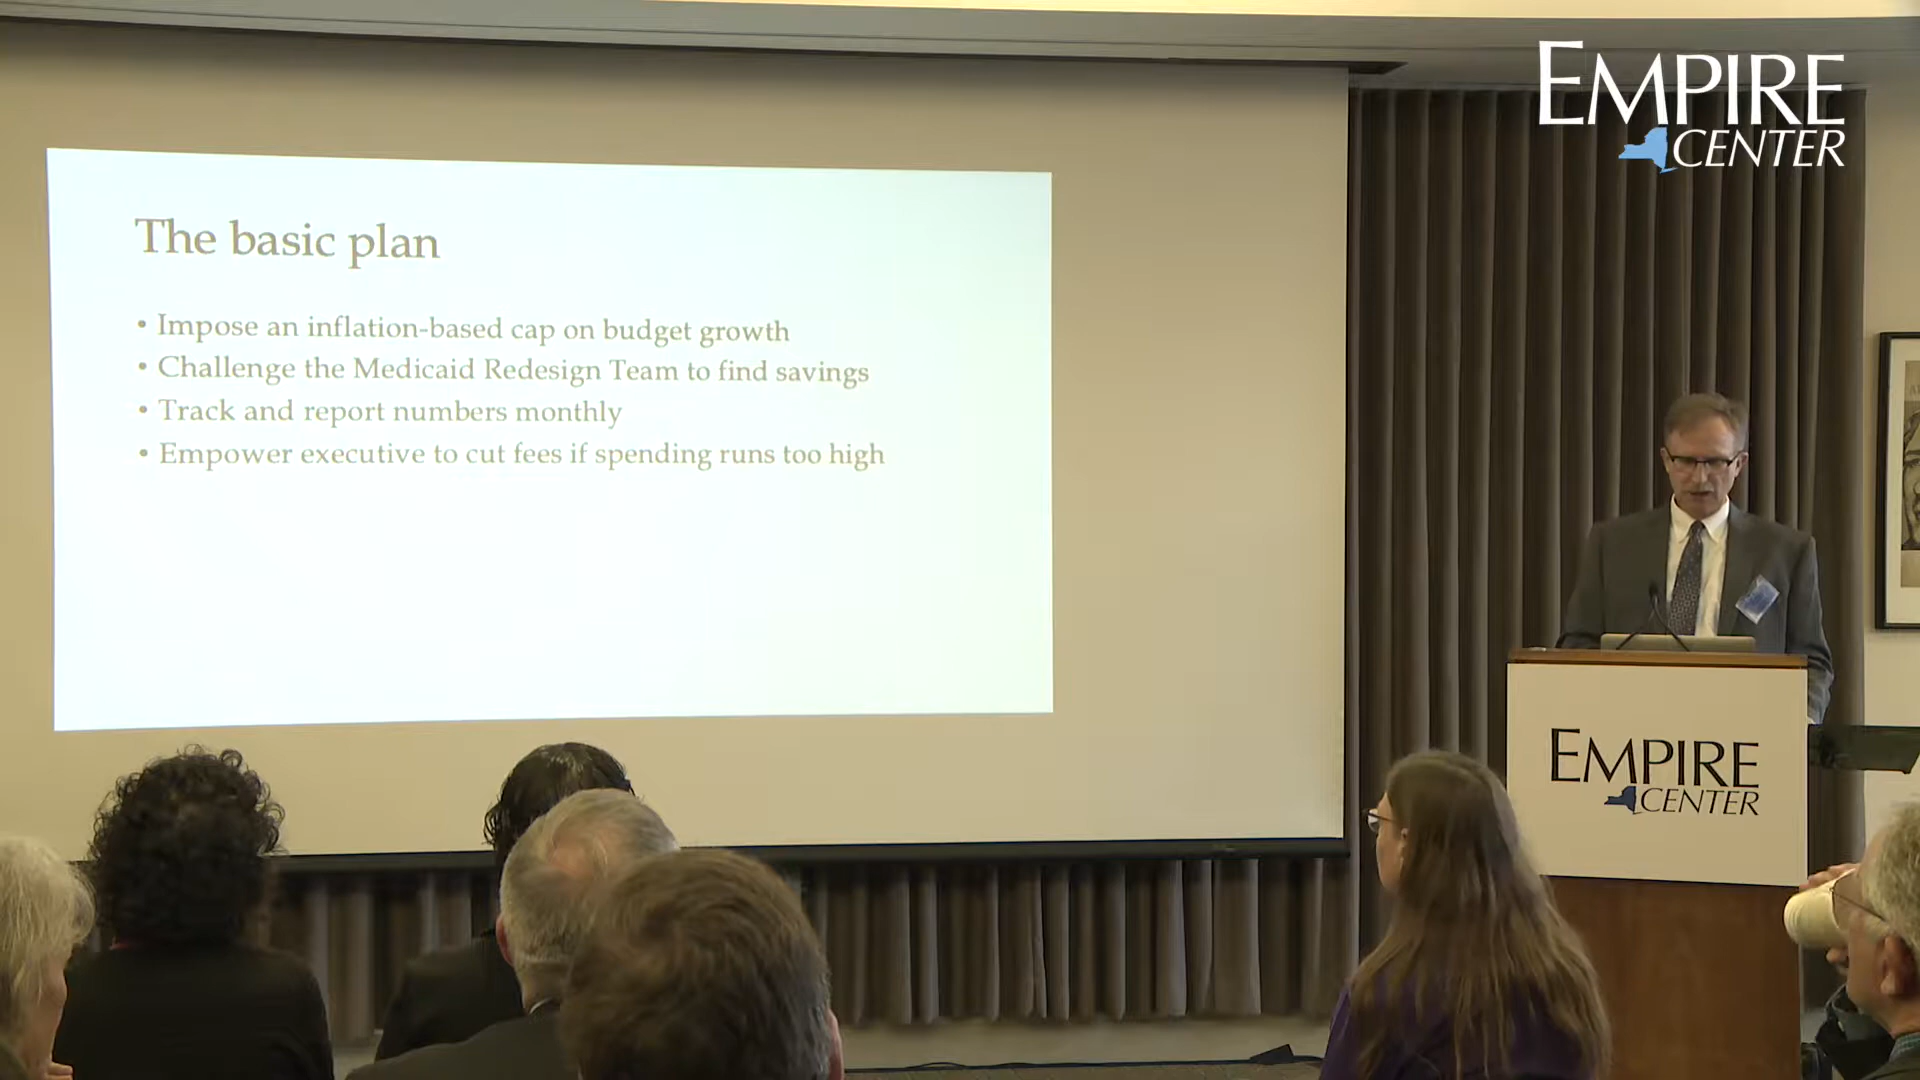 EMPIRE
CENTER
The basic plan
• Impose an inflation-based cap on budget growth
• Challenge the Medicaid Redesign Team to find savings
• Track and report numbers monthly
• Empower executive to cut fees if spending runs too high
EMPIRE
CENTER